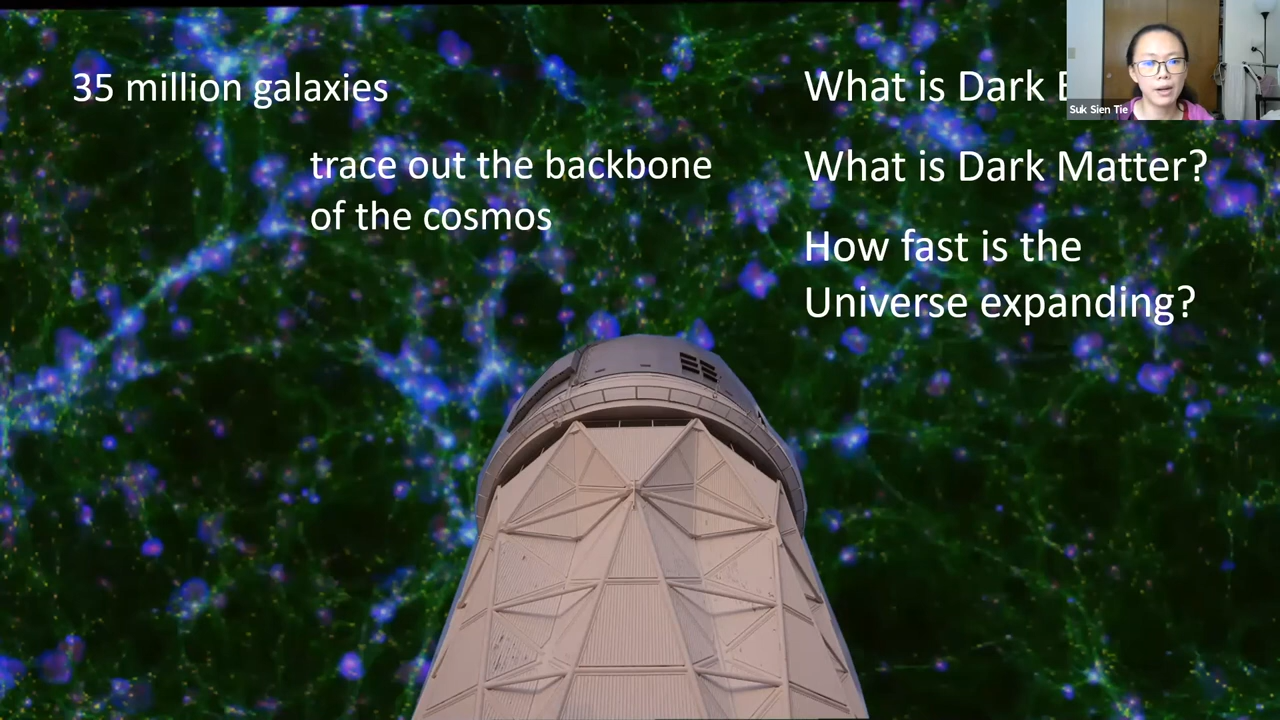 35 million galaxies
trace out the backbone
of the cosmos
What is Dark
What is Dark Matter?
How fast is the
Universe expanding?
Suk Sien Tie